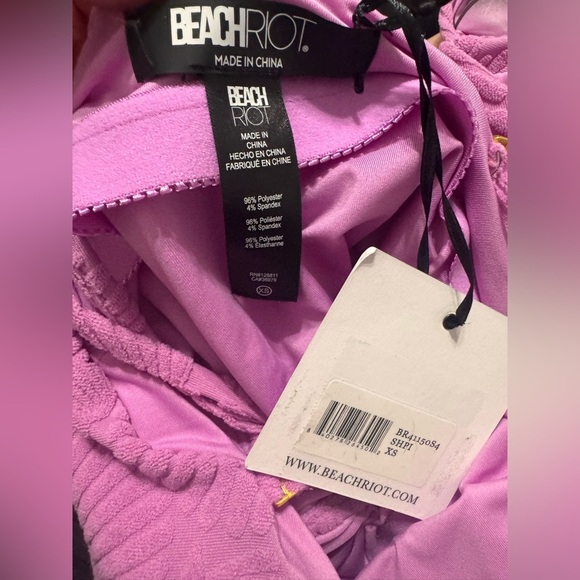 BEACHRIOT®
MADE IN CHINA
BEACH
RIOT
MADE IN
CHINA
HECHO EN CHINA
FABRIQUÉ EN CHINE
96% Polyester
4% Spandex
96% Poliéster
4% Spandex
96% Polyester
4% Elasthanne
XS
BR41150S4
SHPI
XS
WWW.BEACHRIOT.COM